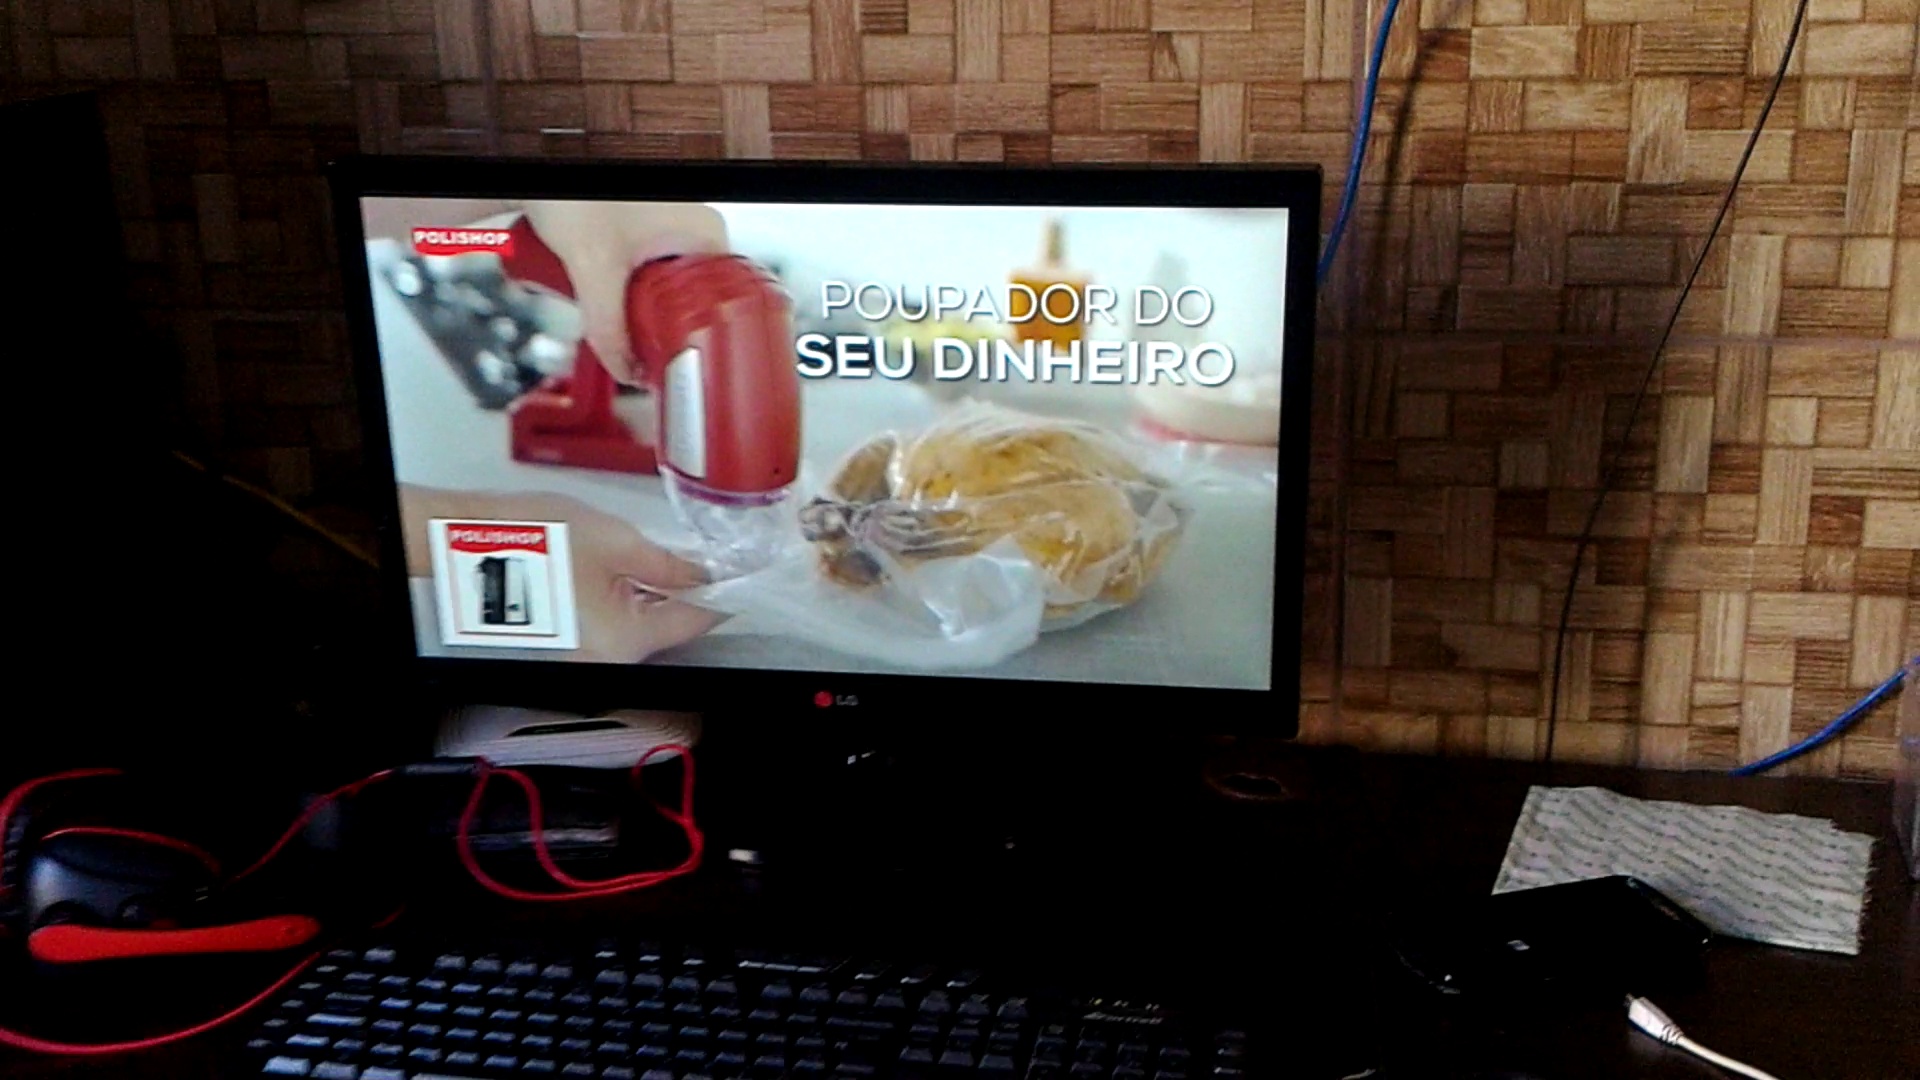 POLISHOP
POUPADOR DO
SEU DINHEIRO
POLISHOP
LG